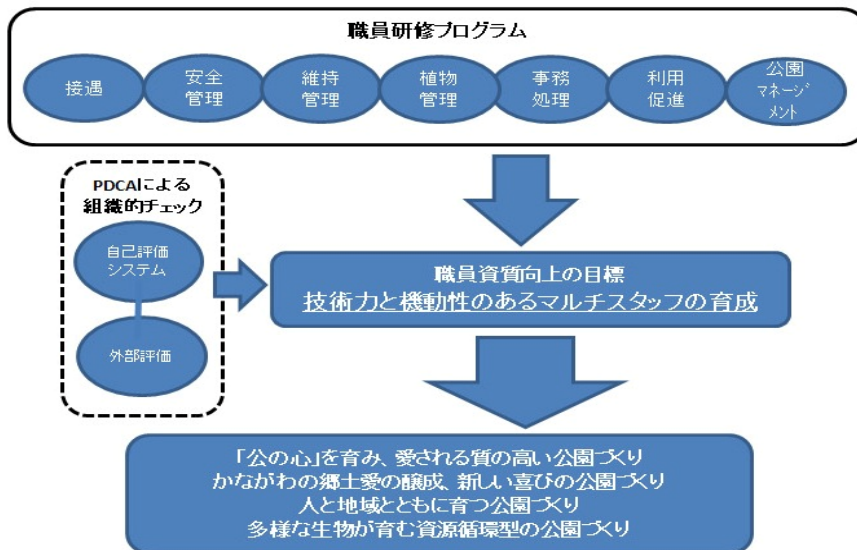 職員研修プログラム
接遇
安全
管理
維持
管理
植物
管理
事務
処理
利用
促進
公園
マネージ
メント
PDCAによる
組織的チェック
自己評価
システム
外部評価
職員資質向上の目標
技術力と機動性のあるマルチスタッフの育成
「公の心」を育み、愛される質の高い公園づくり
かながわの郷土愛の醸成、新しい喜びの公園づくり
人と地域とともに育つ公園づくり
多様な生物が育む資源循環型の公園づくり